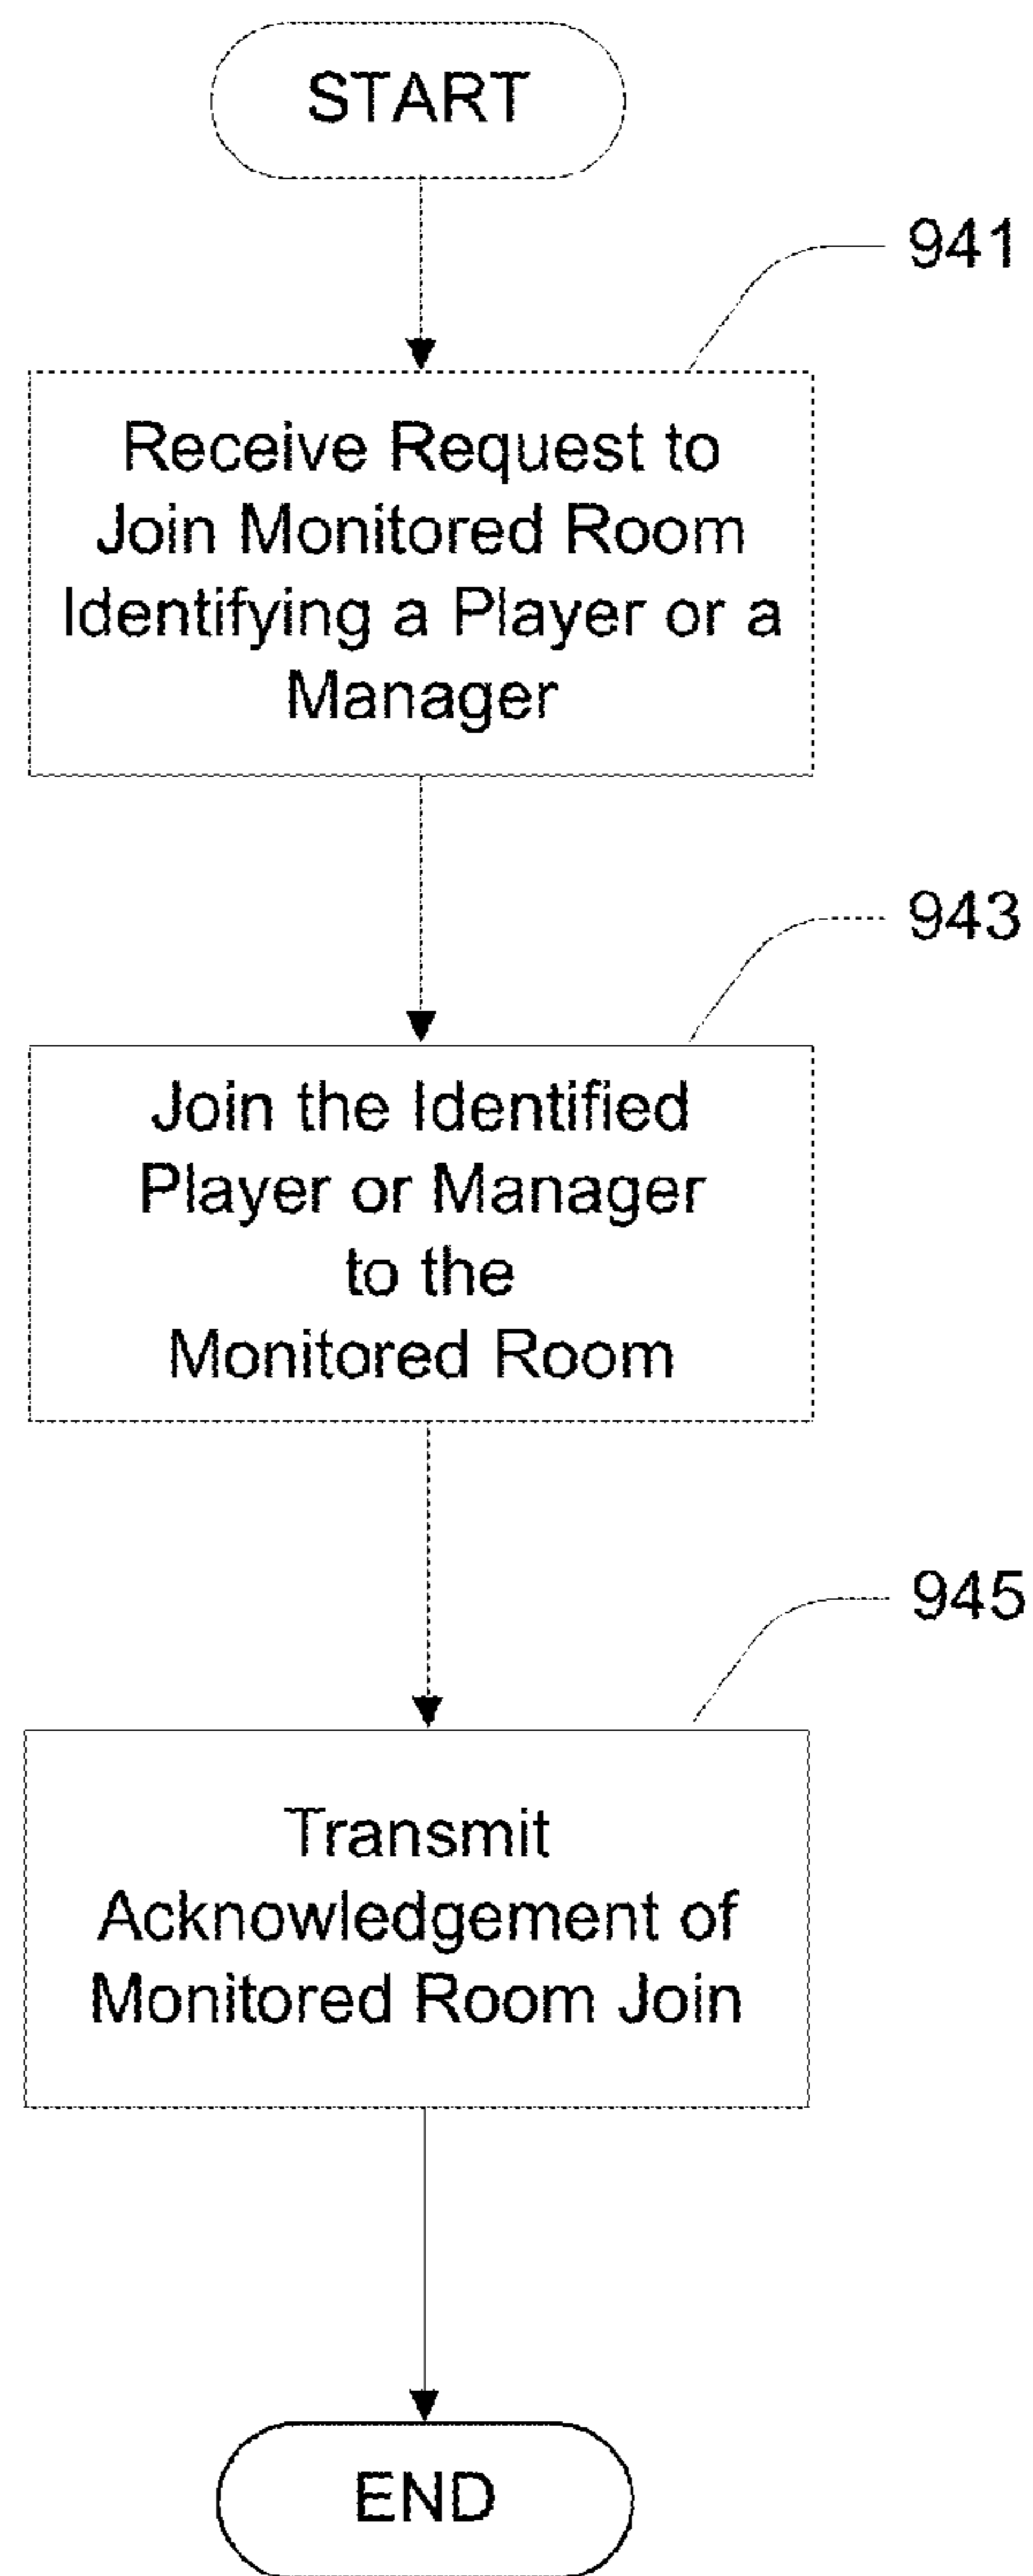 START
941
Receive Request to
Join Monitored Room
Identifying a Player or a
Manager
943
Join the Identified
Player or Manager
to the
Monitored Room
945
Transmit
Acknowledgement of
Monitored Room Join
END